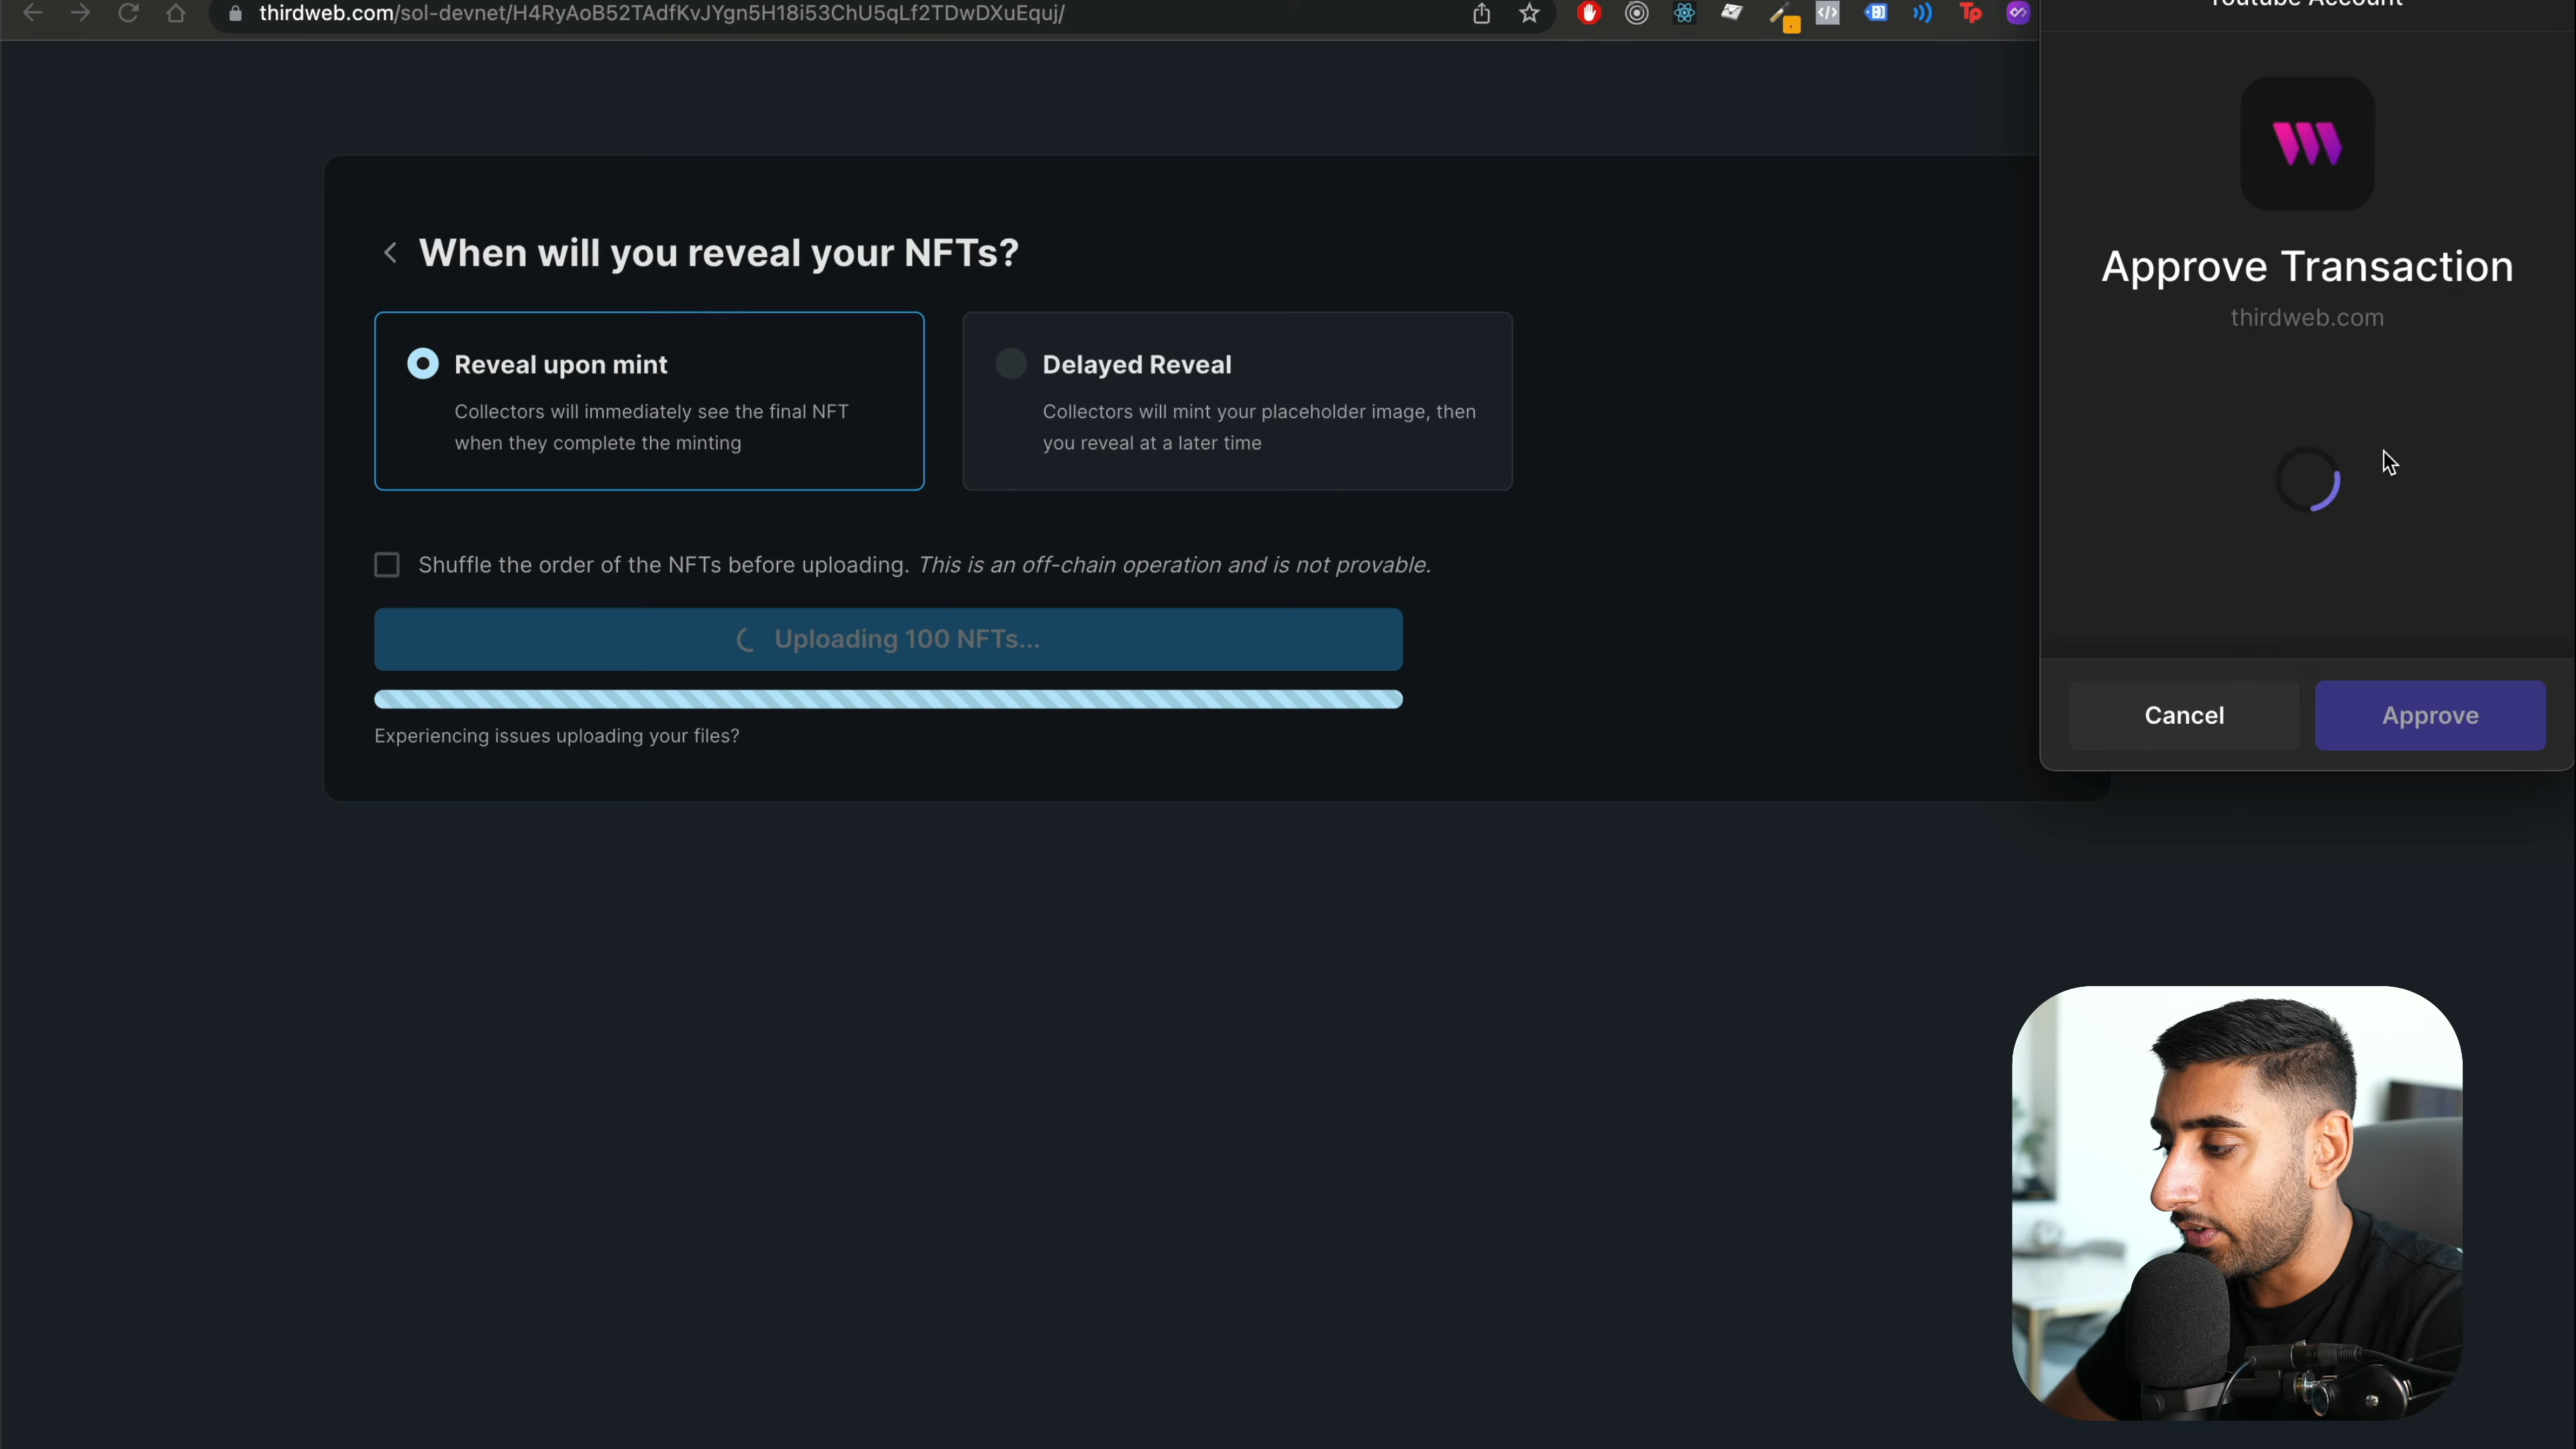 thirdweb.com/sol-devnet/H4RyAoB52TAdfKvJYgn5H18i53ChU5qLf2TDwDXuEquj/
Youtube Account
When will you reveal your NFTs?
Reveal upon mint
Collectors will immediately see the final NFT
when they complete the minting
Delayed Reveal
Collectors will mint your placeholder image, then
you reveal at a later time
Shuffle the order of the NFTs before uploading. This is an off-chain operation and is not provable.
Uploading 100 NFTs...
Experiencing issues uploading your files?
Approve Transaction
thirdweb.com
Cancel
Approve